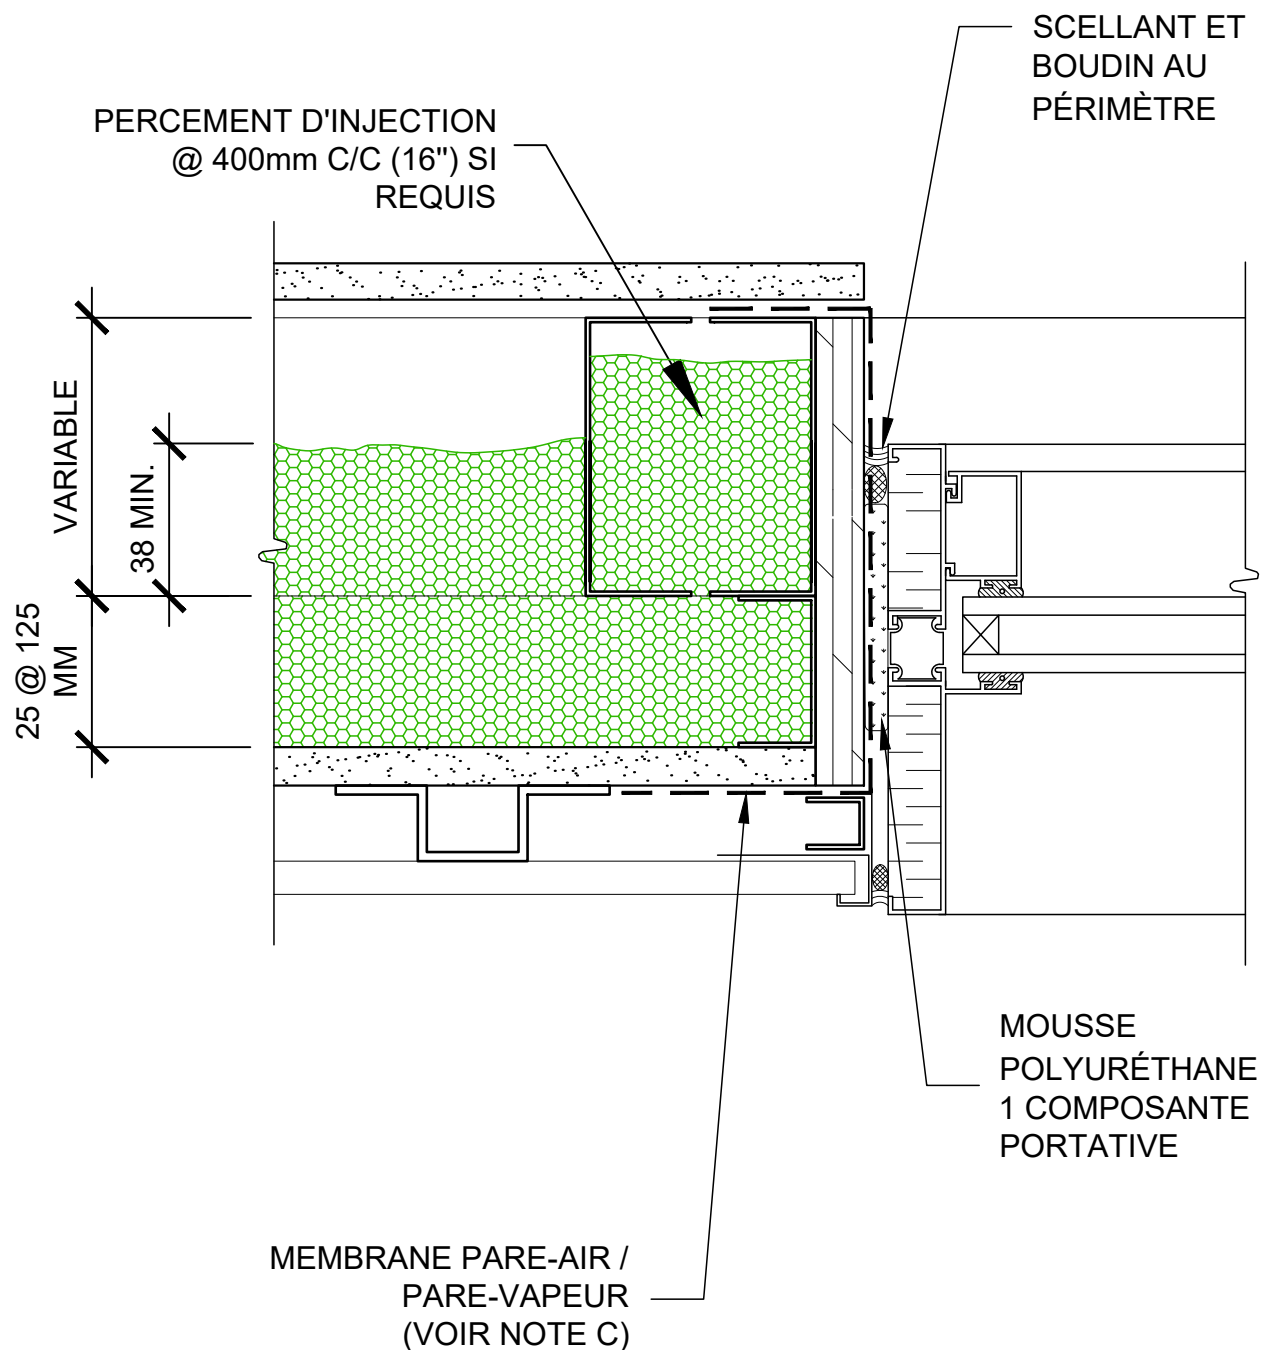 SCELLANT ET
BOUDIN AU
PÉRIMÈTRE
PERCEMENT D'INJECTION
@ 400mm C/C (16") SI
REQUIS
VARIABLE
38 MIN.
25 @ 125
MM
MOUSSE
POLYURÉTHANE
1 COMPOSANTE
PORTATIVE
MEMBRANE PARE-AIR /
PARE-VAPEUR
(VOIR NOTE C)